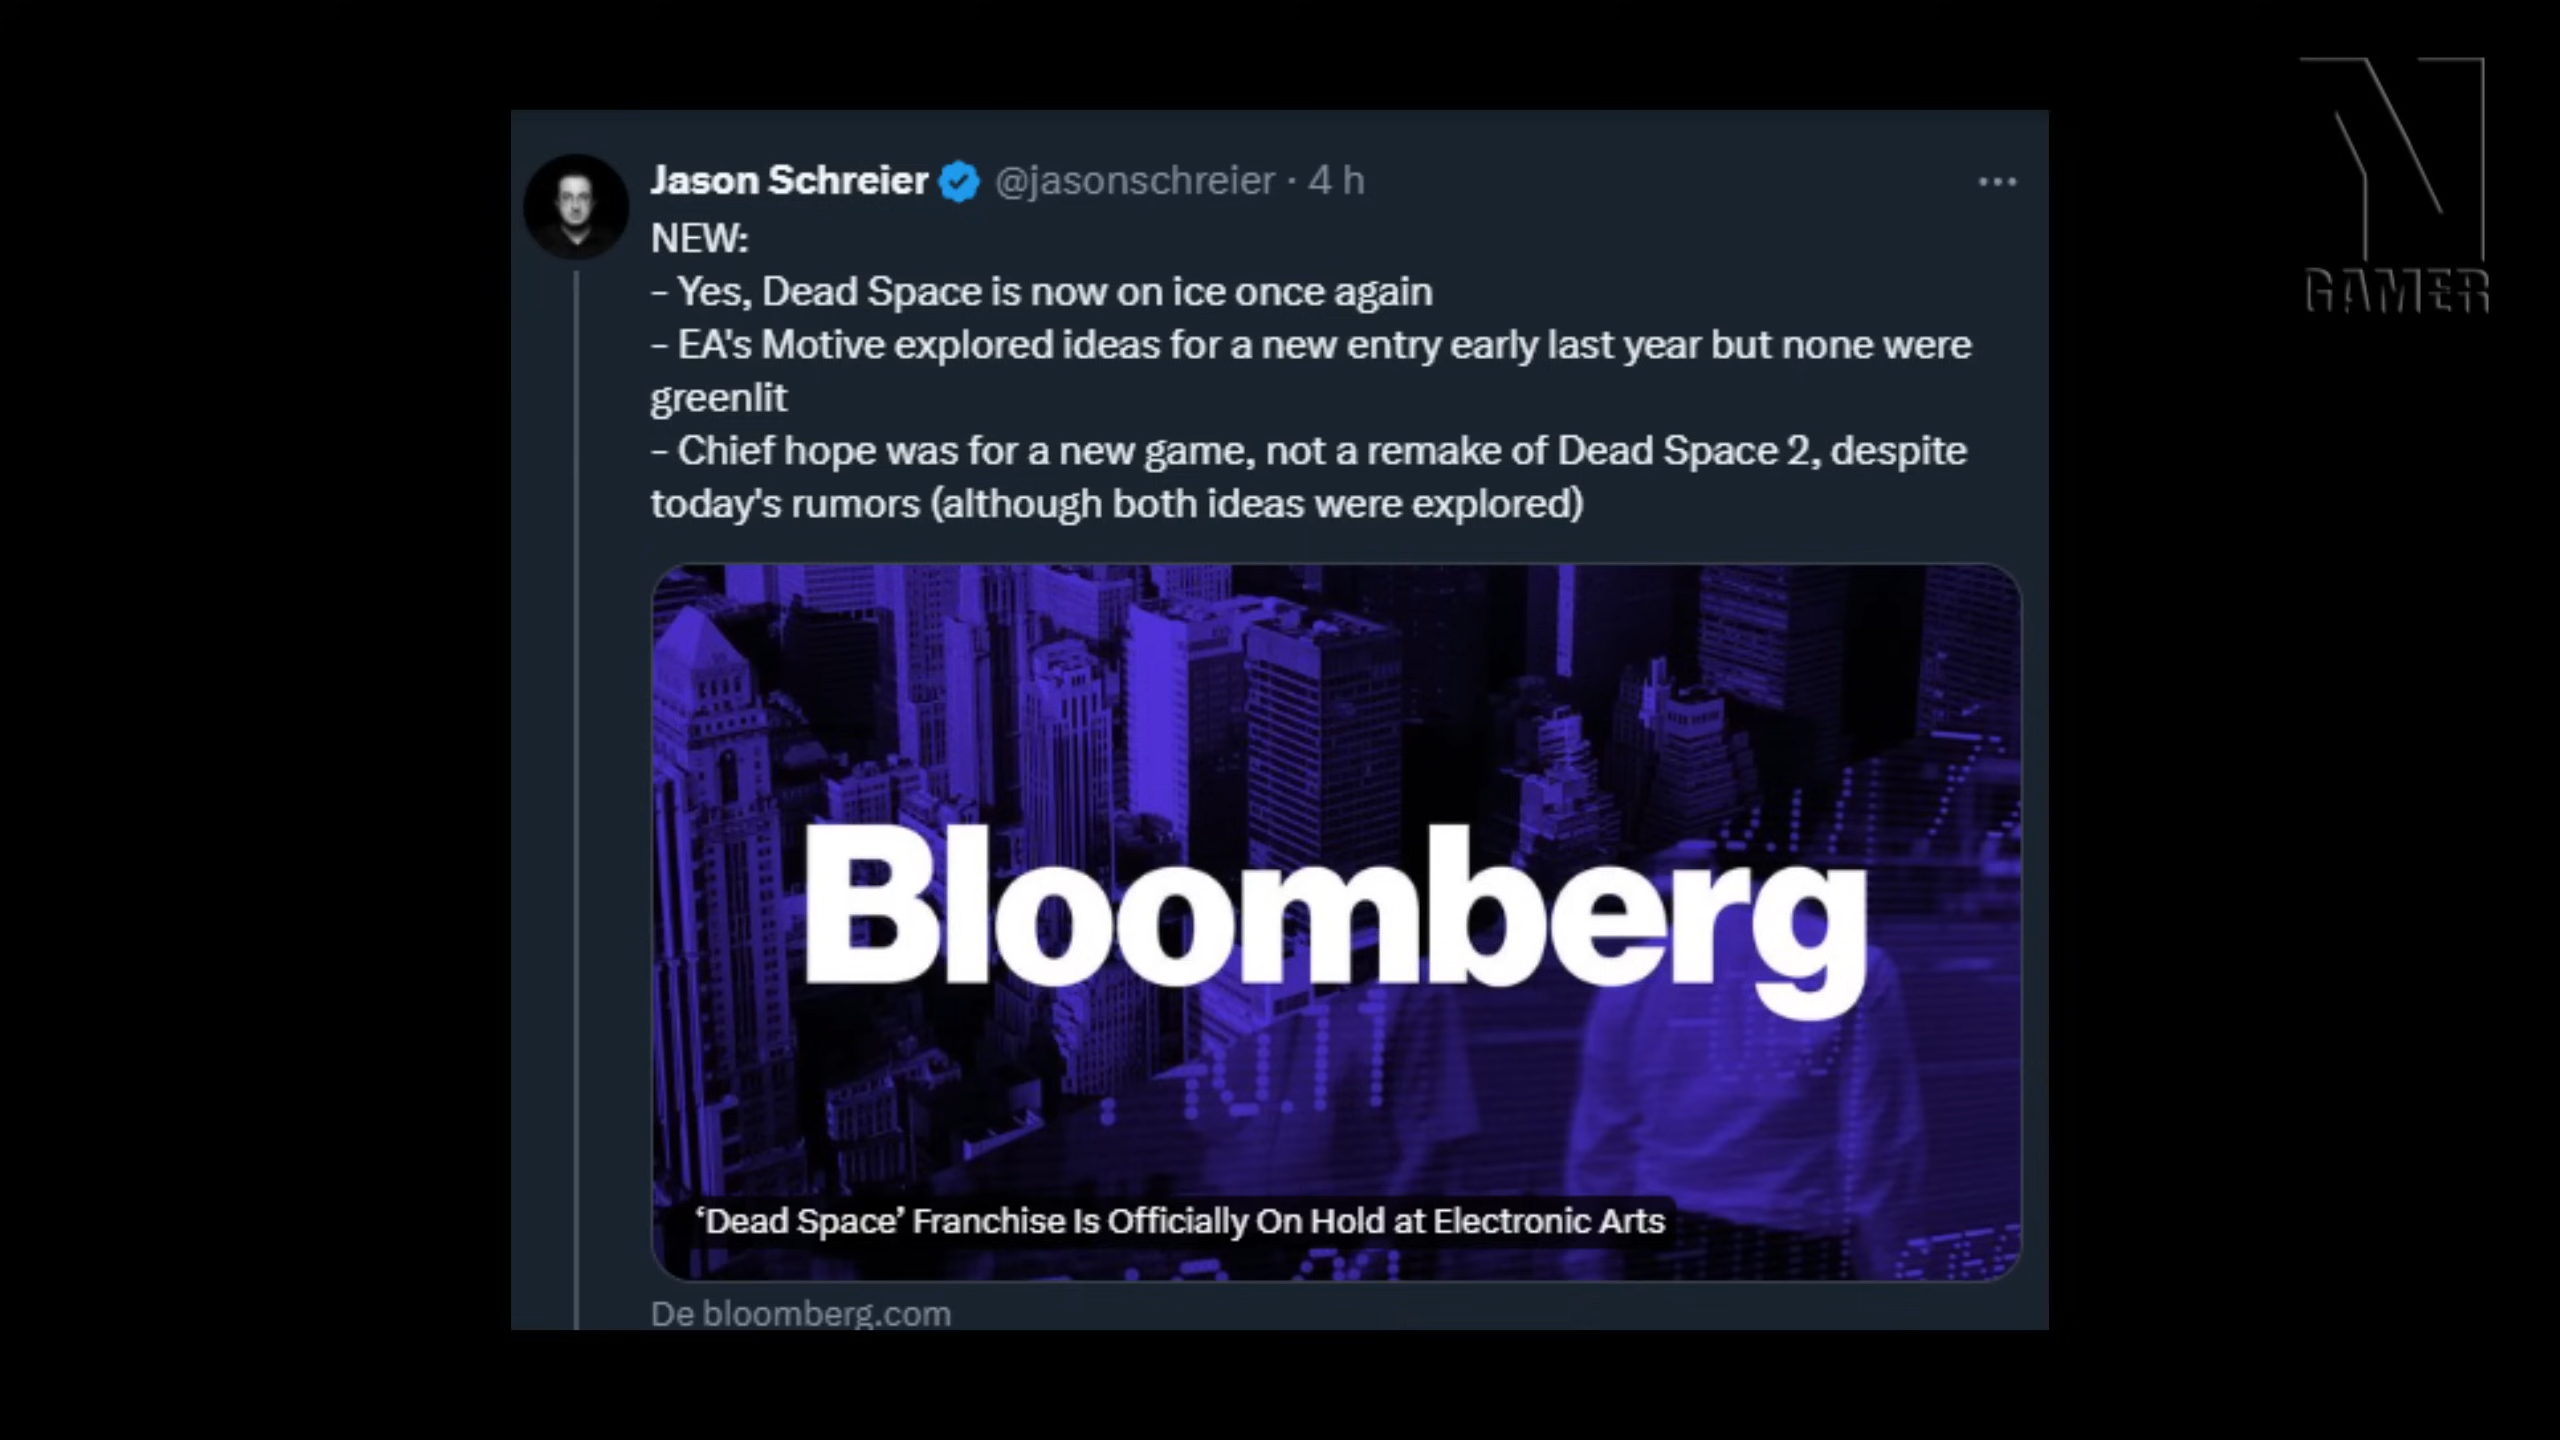 Jason Schreier @jasonschreier · 4 h
NEW:
- Yes, Dead Space is now on ice once again
- EA's Motive explored ideas for a new entry early last year but none were
greenlit
- Chief hope was for a new game, not a remake of Dead Space 2, despite
today's rumors (although both ideas were explored)
Bloomberg
‘Dead Space’ Franchise Is Officially On Hold at Electronic Arts
De bloomberg.com
GAMER